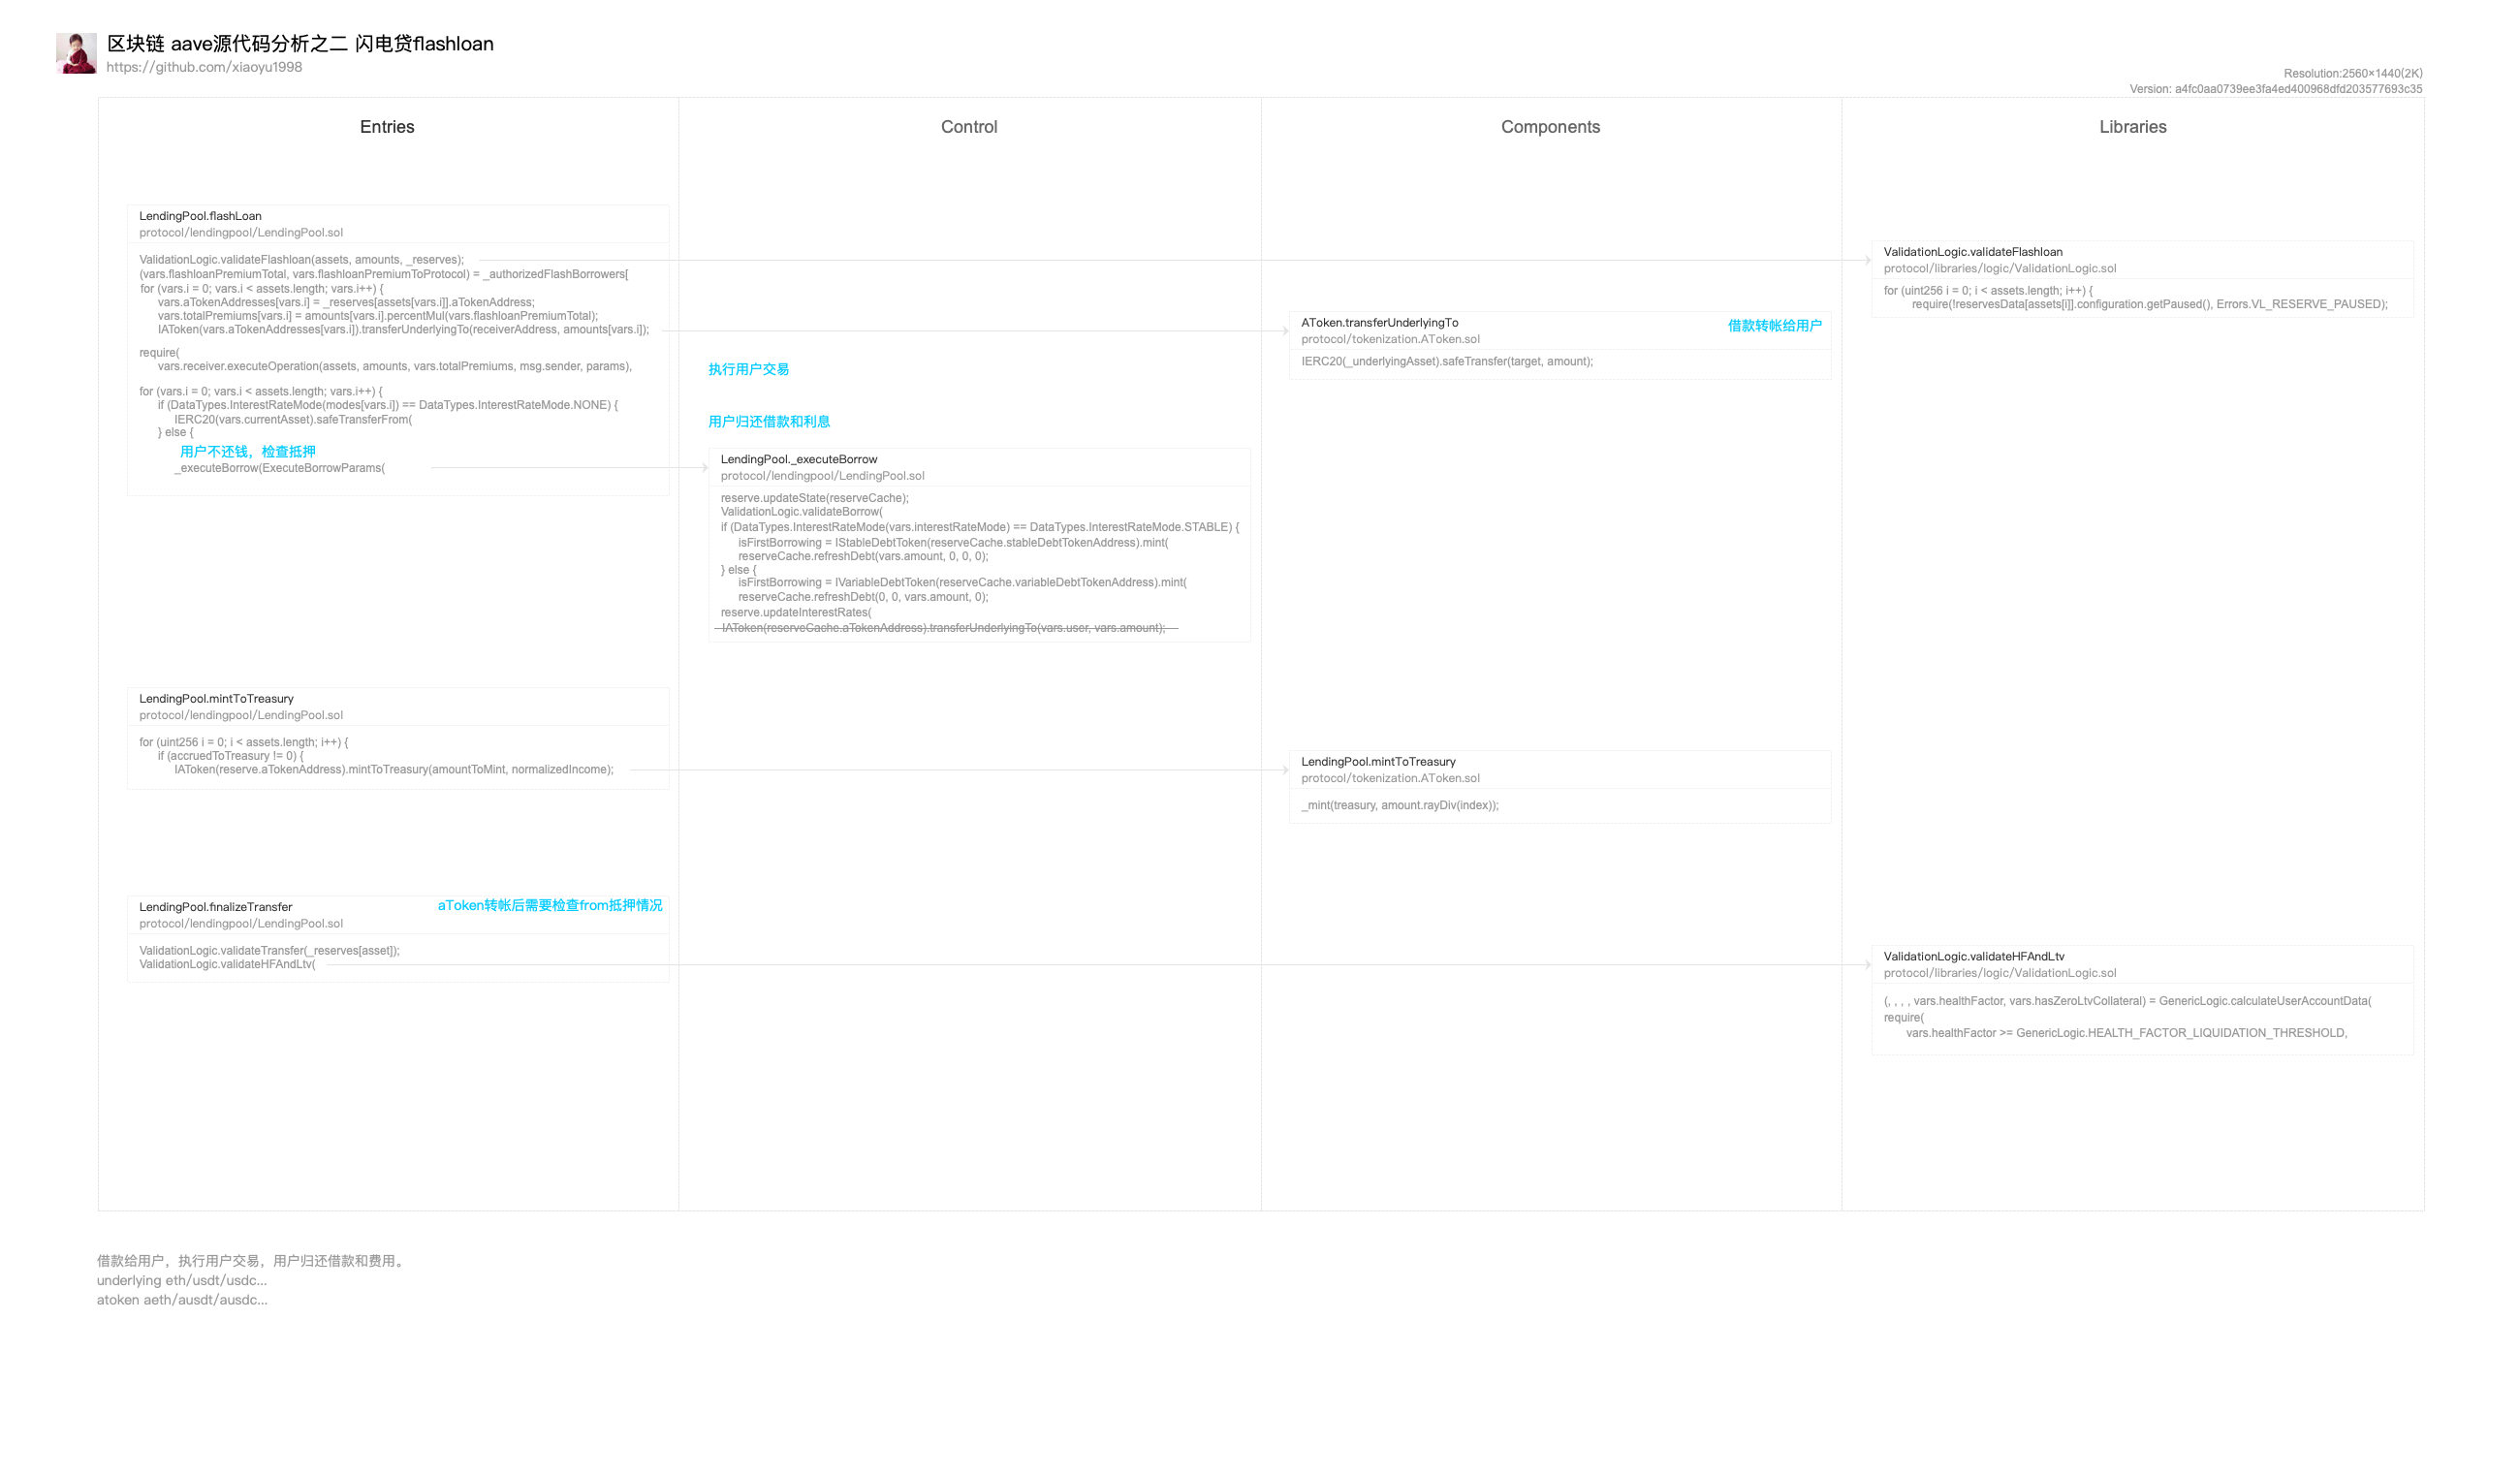 区块链 aave源代码分析之二 闪电贷flashloan
https://github.com/xiaoyu1998
Resolution:2560×1440(2K)
Version: a4fc0aa0739ee3fa4ed400968dfd203577693c35
Entries
Control
Components
Libraries
LendingPool.flashLoan
protocol/lendingpool/LendingPool.sol
ValidationLogic.validateFlashloan(assets, amounts, _reserves);
(vars.flashloanPremiumTotal, vars.flashloanPremiumToProtocol) = _authorizedFlashBorrowers[
for (vars.i = 0; vars.i < assets.length; vars.i++) {
vars.aTokenAddresses[vars.i] = _reserves[assets[vars.i]].aTokenAddress;
vars.totalPremiums[vars.i] = amounts[vars.i].percentMul(vars.flashloanPremiumTotal);
IAToken(vars.aTokenAddresses[vars.i]).transferUnderlyingTo(receiverAddress, amounts[vars.i]);
require(
vars.receiver.executeOperation(assets, amounts, vars.totalPremiums, msg.sender, params),
for (vars.i = 0; vars.i < assets.length; vars.i++) {
if (DataTypes.InterestRateMode(modes[vars.i]) == DataTypes.InterestRateMode.NONE) {
IERC20(vars.currentAsset).safeTransferFrom(
} else {
用户不还钱，检查抵押
_executeBorrow(ExecuteBorrowParams(
执行用户交易
用户归还借款和利息
LendingPool._executeBorrow
protocol/lendingpool/LendingPool.sol
reserve.updateState(reserveCache);
ValidationLogic.validateBorrow(
if (DataTypes.InterestRateMode(vars.interestRateMode) == DataTypes.InterestRateMode.STABLE) {
isFirstBorrowing = IStableDebtToken(reserveCache.stableDebtTokenAddress).mint(
reserveCache.refreshDebt(vars.amount, 0, 0, 0);
} else {
isFirstBorrowing = IVariableDebtToken(reserveCache.variableDebtTokenAddress).mint(
reserveCache.refreshDebt(0, 0, vars.amount, 0);
reserve.updateInterestRates(
IAToken(reserveCache.aTokenAddress).transferUnderlyingTo(vars.user, vars.amount);
AToken.transferUnderlyingTo
借款转帐给用户
protocol/tokenization.AToken.sol
IERC20(_underlyingAsset).safeTransfer(target, amount);
ValidationLogic.validateFlashloan
protocol/libraries/logic/ValidationLogic.sol
for (uint256 i = 0; i < assets.length; i++) {
require(!reservesData[assets[i]].configuration.getPaused(), Errors.VL_RESERVE_PAUSED);
LendingPool.mintToTreasury
protocol/lendingpool/LendingPool.sol
for (uint256 i = 0; i < assets.length; i++) {
if (accruedToTreasury != 0) {
IAToken(reserve.aTokenAddress).mintToTreasury(amountToMint, normalizedIncome);
LendingPool.mintToTreasury
protocol/tokenization.AToken.sol
_mint(treasury, amount.rayDiv(index));
LendingPool.finalizeTransfer
aToken转帐后需要检查from抵押情况
protocol/lendingpool/LendingPool.sol
ValidationLogic.validateTransfer(_reserves[asset]);
ValidationLogic.validateHFAndLtv(
ValidationLogic.validateHFAndLtv
protocol/libraries/logic/ValidationLogic.sol
(, , , , vars.healthFactor, vars.hasZeroLtvCollateral) = GenericLogic.calculateUserAccountData(
require(
vars.healthFactor >= GenericLogic.HEALTH_FACTOR_LIQUIDATION_THRESHOLD,
借款给用户，执行用户交易，用户归还借款和费用。
underlying eth/usdt/usdc...
atoken aeth/ausdt/ausdc...